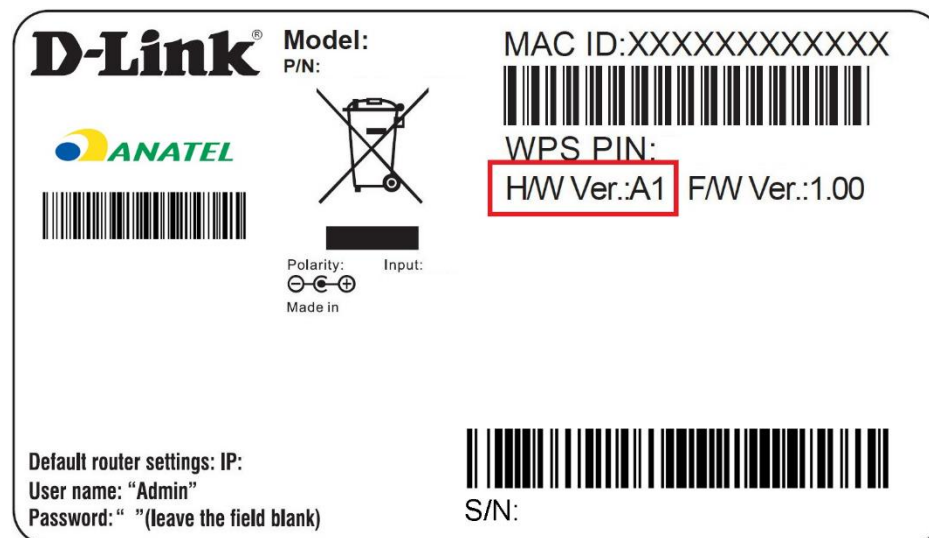 D-Link®
Model:
P/N:
ANATEL
Polarity: Input:
Made in
MAC ID:XXXXXXXXXXXX
WPS PIN:
H/W Ver.:A1 F/W Ver.:1.00
Default router settings: IP:
User name: “Admin”
Password: “ ”(leave the field blank)
S/N: